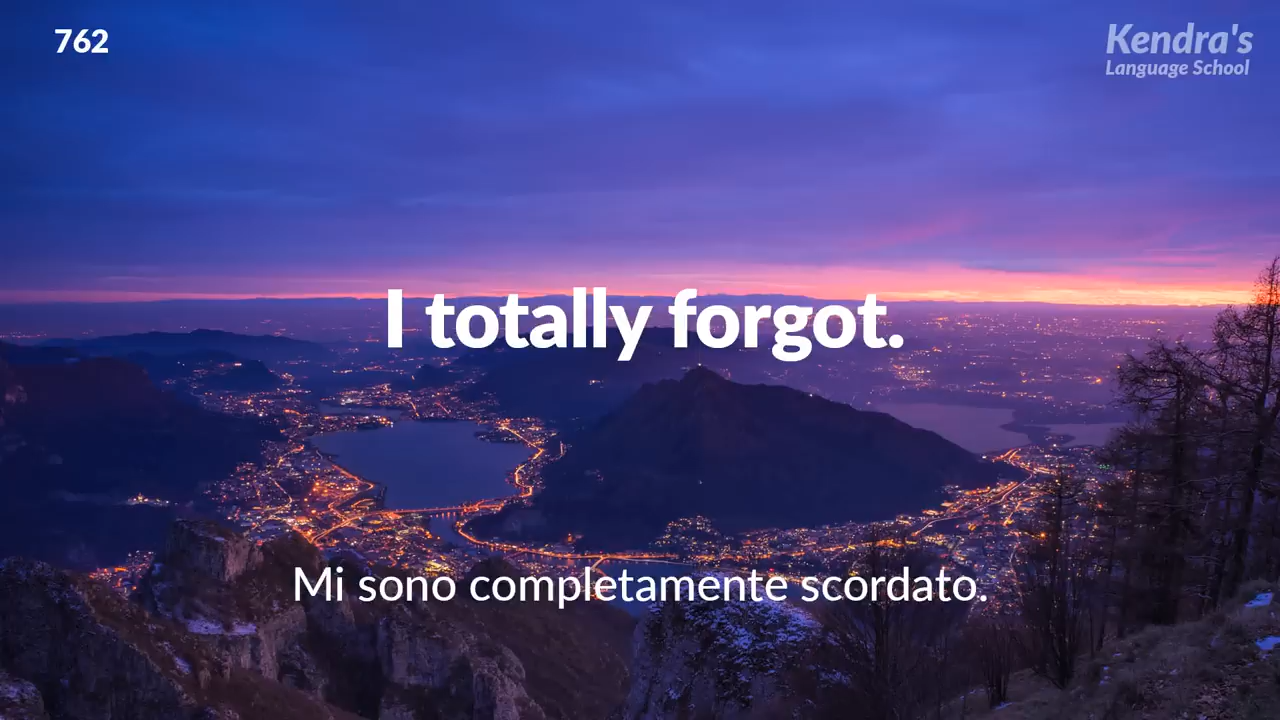 762
Kendra's
Language School
I totally forgot.
Mi sono completamente scordato.